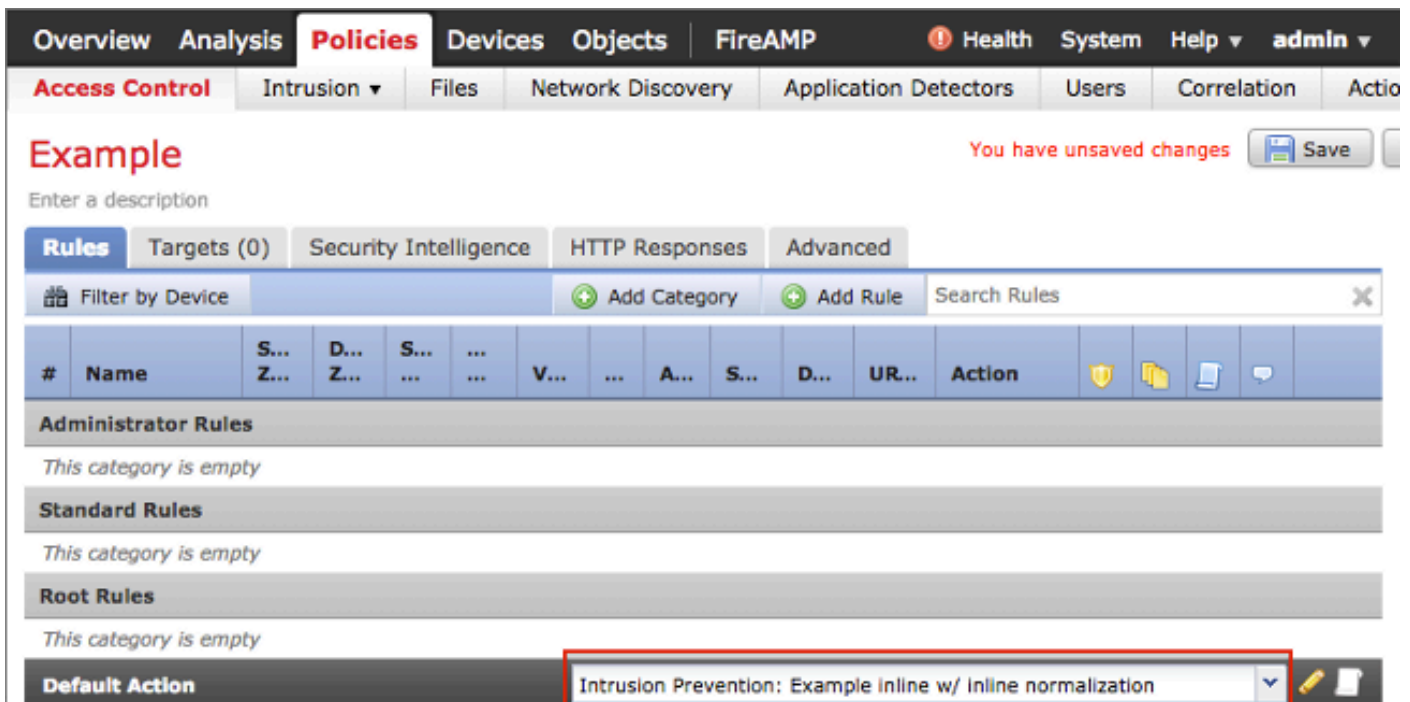 Overview Analysis Policies Devices Objects FireAMP Health System Help admin
Access Control Intrusion Files Network Discovery Application Detectors Users Correlation Actio
Example You have unsaved changes Save
Enter a description
Rules Targets (0) Security Intelligence HTTP Responses Advanced
Filter by Device Add Category Add Rule Search Rules
S... D... S... ...
# Name Z... Z... ... ... V... ... A... S... D... UR... Action
Administrator Rules
This category is empty
Standard Rules
This category is empty
Root Rules
This category is empty
Default Action Intrusion Prevention: Example inline w/ inline normalization